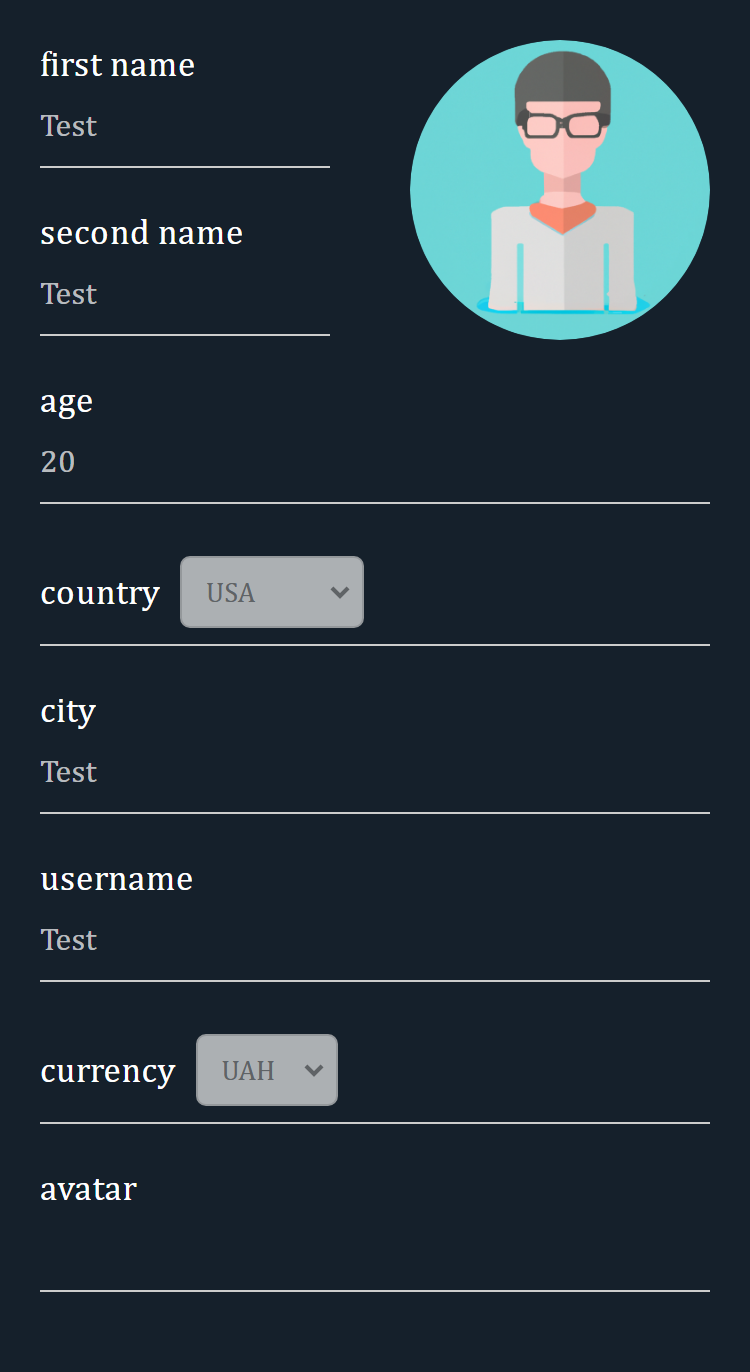 first name
Test
second name
Test
age
20
country USA
city
Test
username
Test
currency UAH
avatar